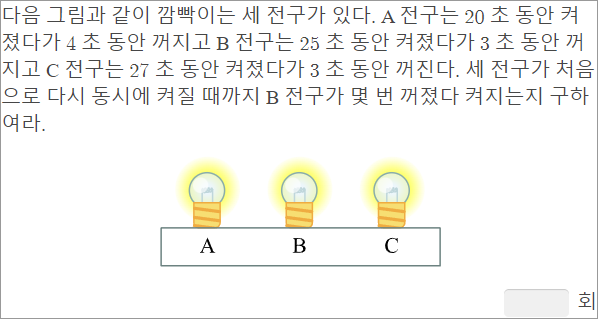 다음 그림과 같이 깜빡이는 세 전구가 있다. A 전구는 20 초 동안 켜
졌다가 4 초 동안 꺼지고 B 전구는 25 초 동안 켜졌다가 3 초 동안 꺼
지고 C 전구는 27 초 동안 켜졌다가 3 초 동안 꺼진다. 세 전구가 처음
으로 다시 동시에 켜질 때까지 B 전구가 몇 번 꺼졌다 켜지는지 구하
여라.
A B C
회